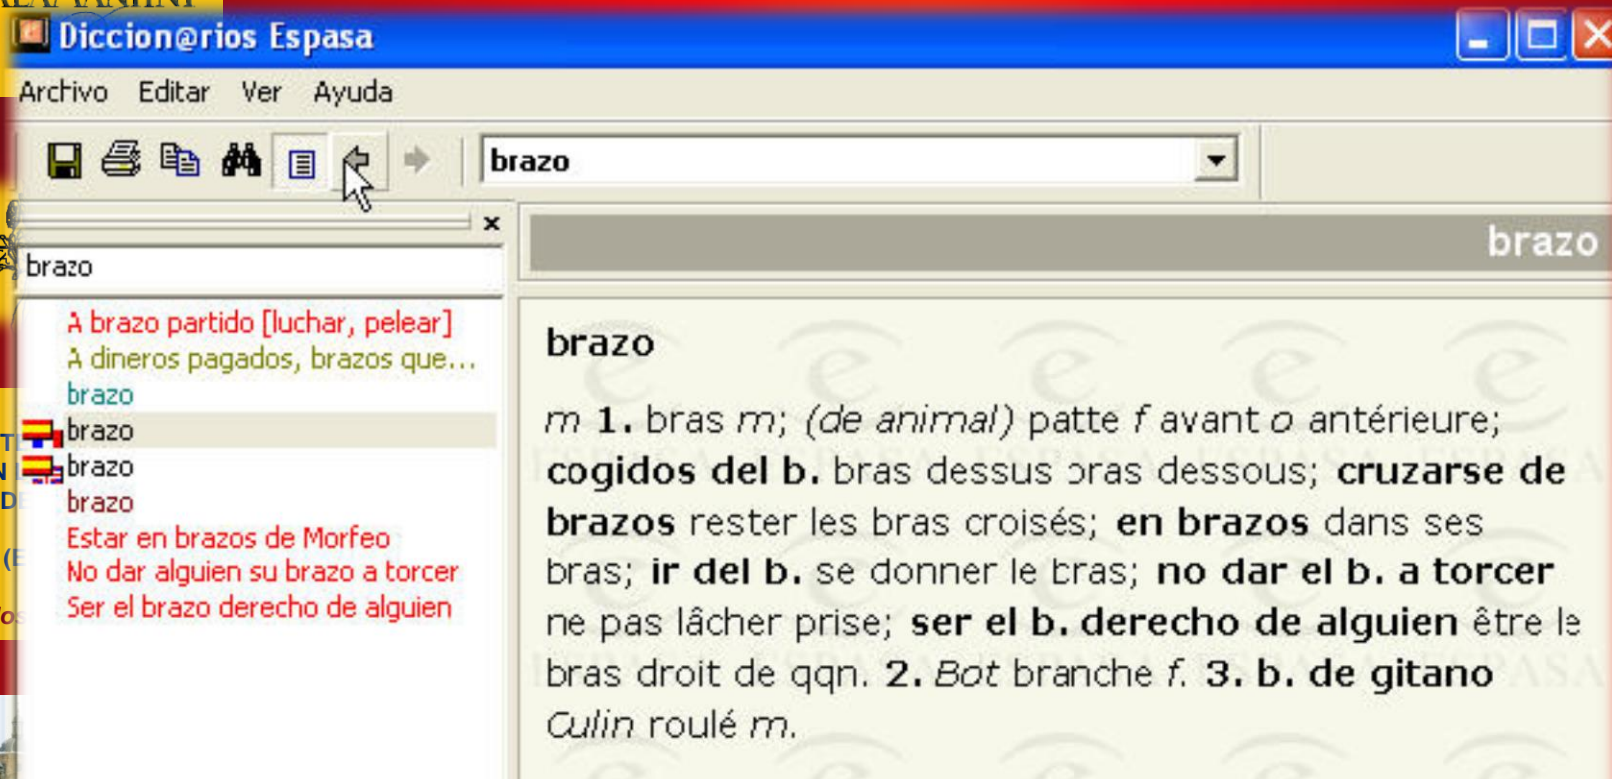 Diccion@rios Espasa
Archivo Editar Ver Ayuda
brazo
brazo
brazo
A brazo partido [luchar, pelear]
A dineros pagados, brazos que...
brazo
brazo
brazo
brazo
Estar en brazos de Morfeo
No dar alguien su brazo a torcer
Ser el brazo derecho de alguien
brazo
m 1. bras m; (de animal) patte f avant o antérieure;
cogidos del b. bras dessus bras dessous; cruzarse de
brazos rester les bras croisés; en brazos dans ses
bras; ir del b. se donner le bras; no dar el b. a torcer
ne pas lâcher prise; ser el b. derecho de alguien être le
bras droit de qqn. 2. Bot branche f. 3. b. de gitano
Culin roulé m.